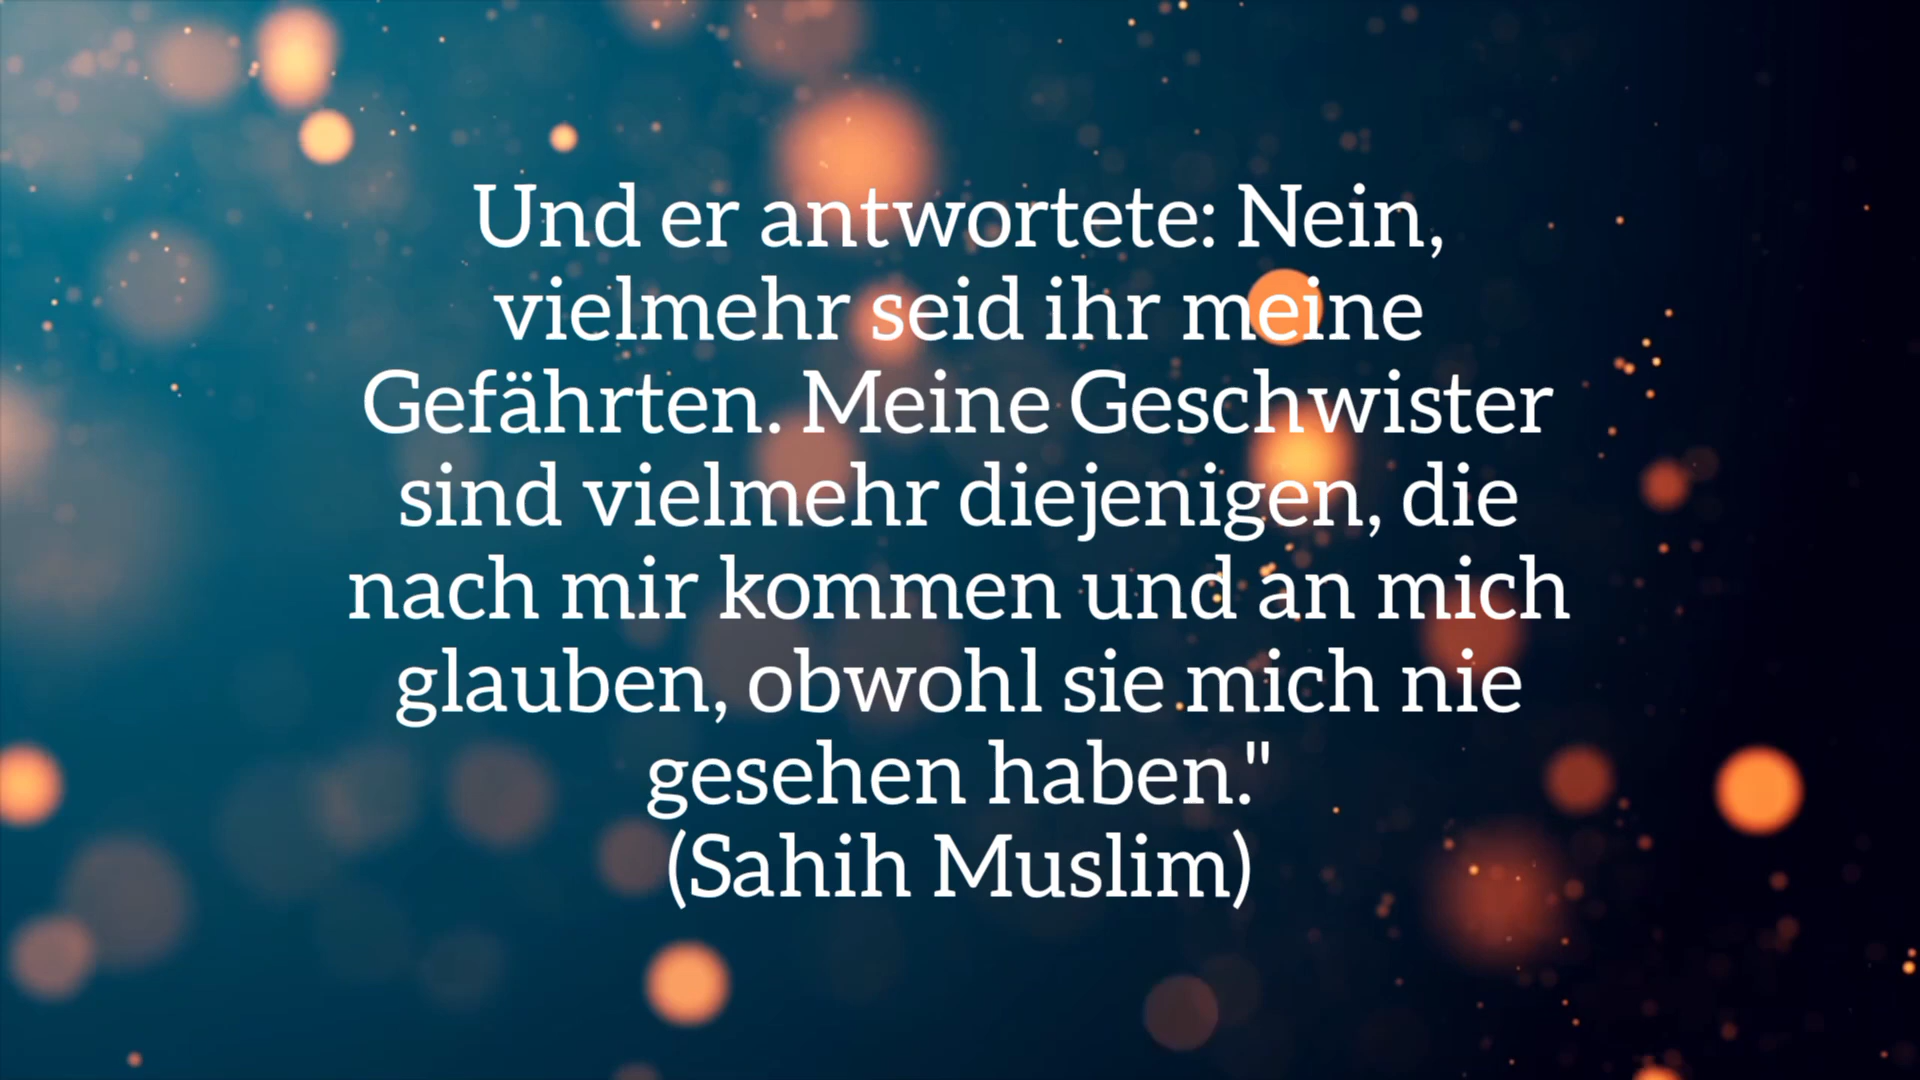 Und er antwortete: Nein,
vielmehr seid ihr meine
Gefährten. Meine Geschwister
sind vielmehr diejenigen, die
nach mir kommen und an mich
glauben, obwohl sie mich nie
gesehen haben."
(Sahih Muslim)